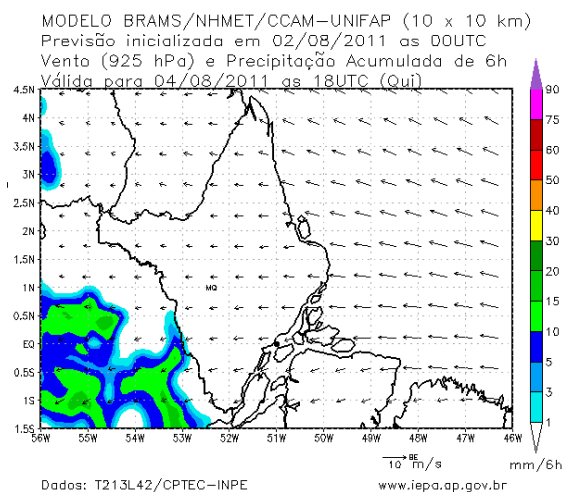 MODELO BRAMS/NHMET/CCAM-UNIFAP (10 x 10 km)
Previsão inicializada em 02/08/2011 as 00UTC
Vento (925 hPa) e Precipitação Acumulada de 6h
Válida para 04/08/2011 as 18UTC (Qui)
4.5N
4N
3.5N
3N
2.5N
2N
1.5N
1N
0.5N
EQ
0.5S
1S
1.5S
56W 55W 54W 53W 52W 51W 50W 49W 48W 47W 46W
MQ
BE
90
75
60
50
40
30
20
15
10
5
3
1
10 m/s
mm/6h
Dados: T213L42/CPTEC-INPE www.iepa.ap.gov.br